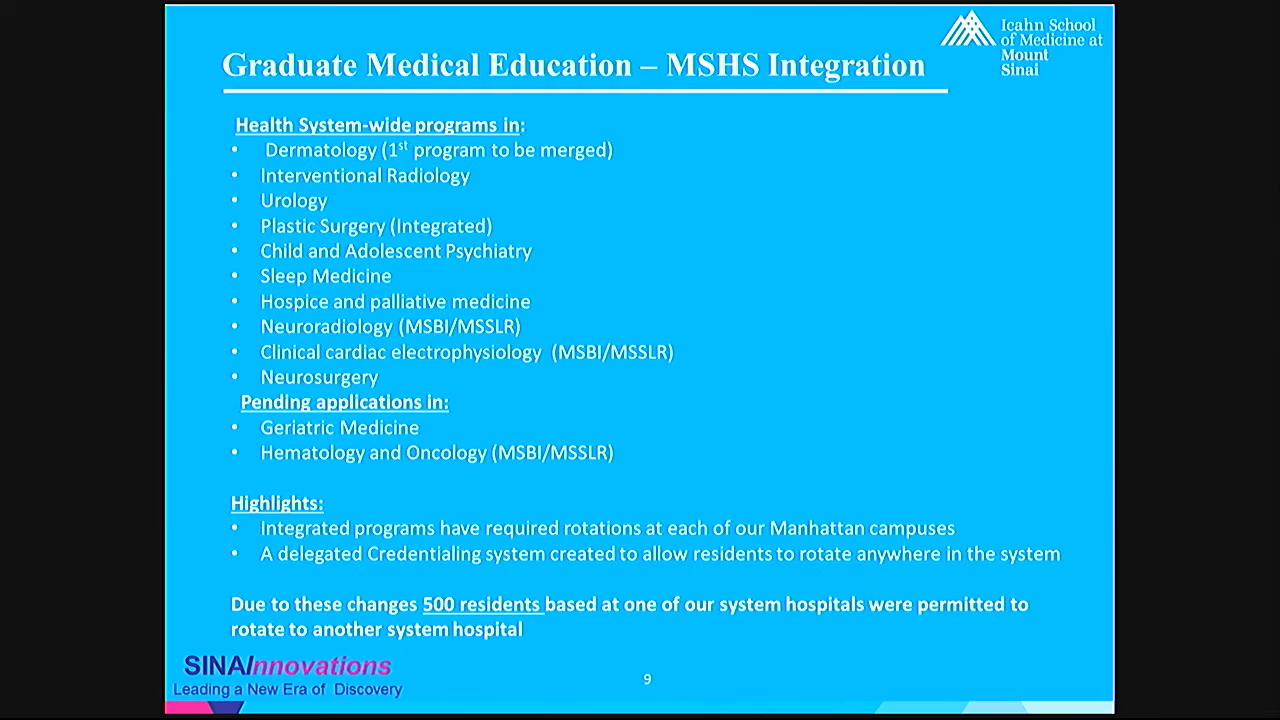 Icahn School
of Medicine at
Mount
Sinai
Graduate Medical Education – MSHS Integration
Health System-wide programs in:
• Dermatology (1st program to be merged)
• Interventional Radiology
• Urology
• Plastic Surgery (Integrated)
• Child and Adolescent Psychiatry
• Sleep Medicine
• Hospice and palliative medicine
• Neuroradiology (MSBI/MSSLR)
• Clinical cardiac electrophysiology (MSBI/MSSLR)
• Neurosurgery
Pending applications in:
• Geriatric Medicine
• Hematology and Oncology (MSBI/MSSLR)
Highlights:
• Integrated programs have required rotations at each of our Manhattan campuses
• A delegated Credentialing system created to allow residents to rotate anywhere in the system
Due to these changes 500 residents based at one of our system hospitals were permitted to
rotate to another system hospital
SINAInnovations
Leading a New Era of Discovery
9